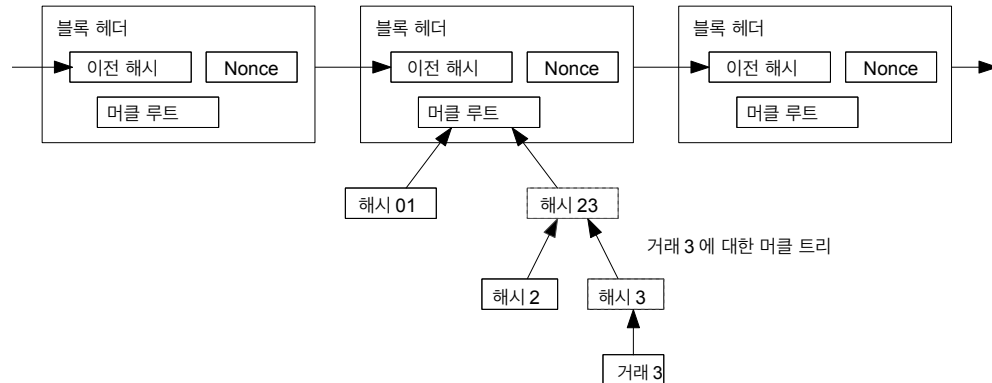 블록 헤더 블록 헤더 블록 헤더
이전 해시 Nonce 이전 해시 Nonce 이전 해시 Nonce
머클 루트 머클 루트 머클 루트
해시 01 해시 23
거래 3 에 대한 머클 트리
해시 2 해시 3
거래 3